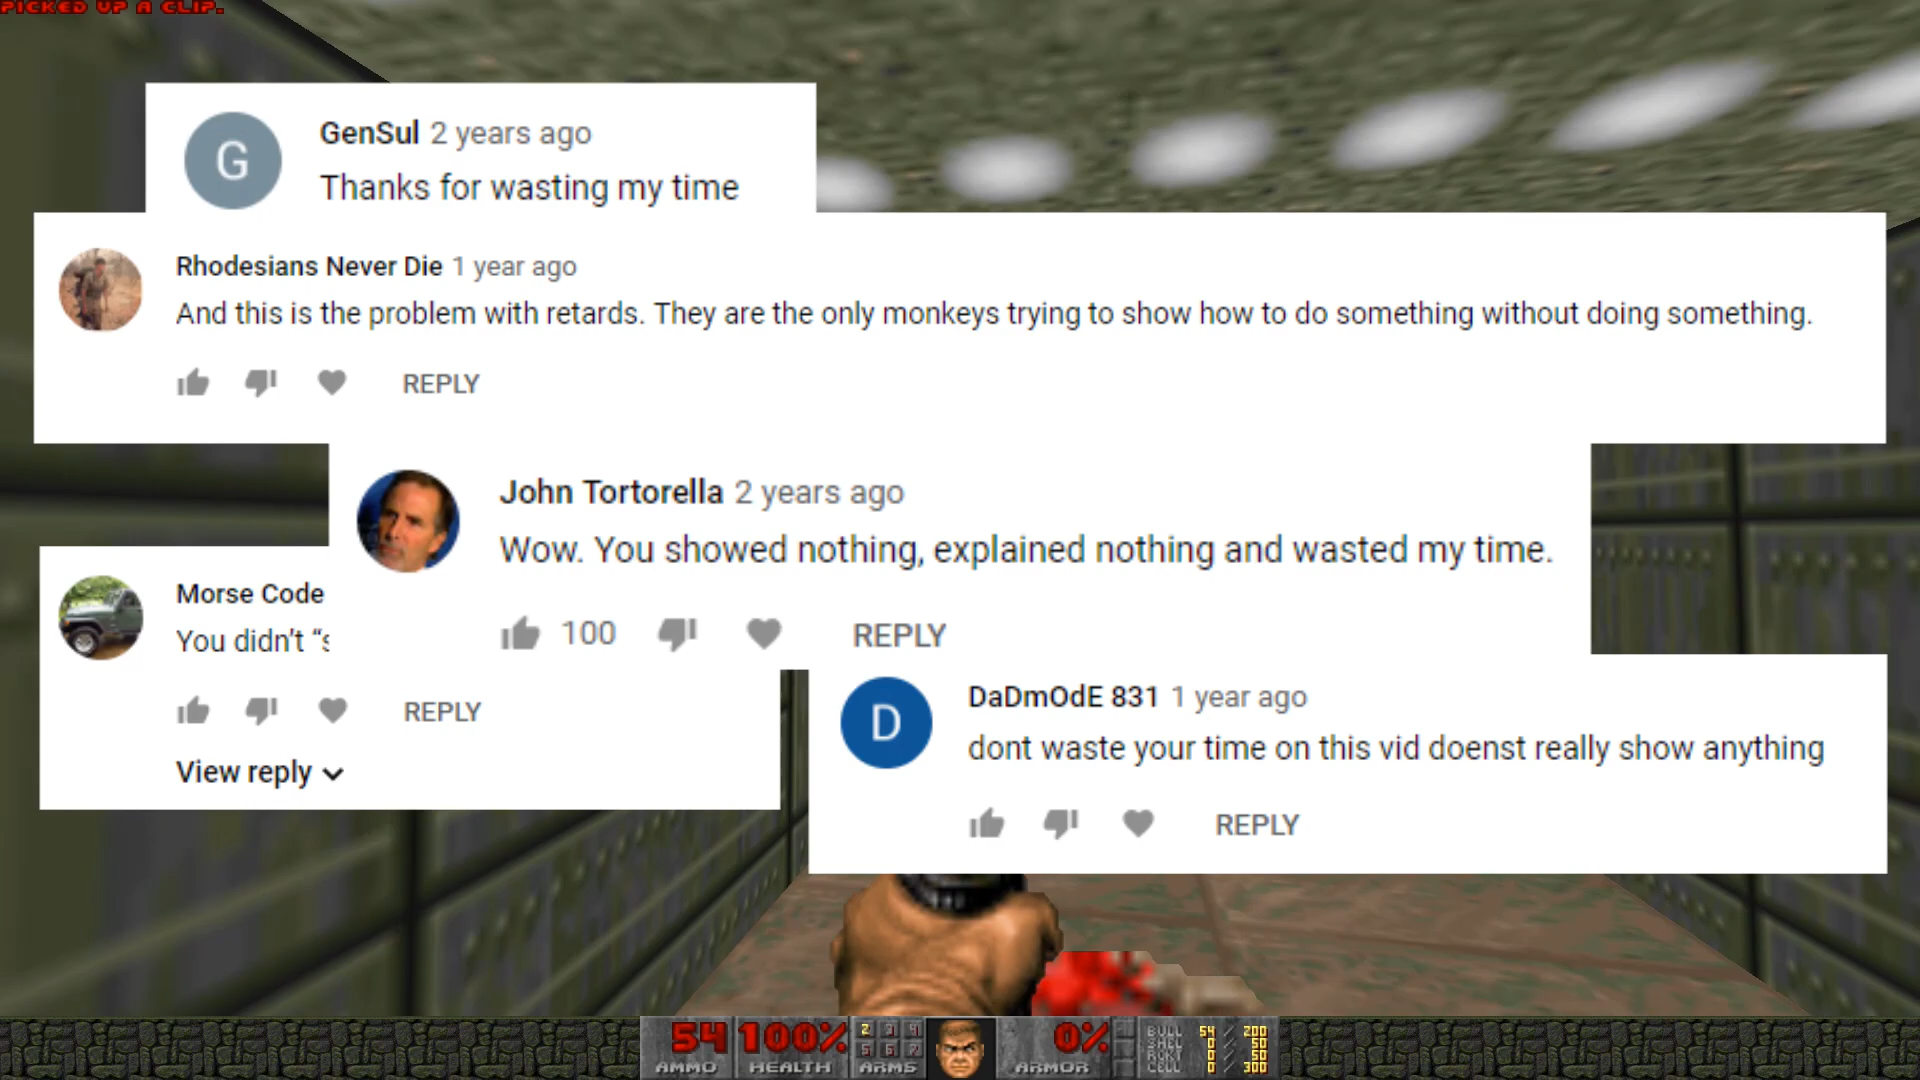 PICKED UP A CLIP.
G
GenSul 2 years ago
Thanks for wasting my time
Rhodesians Never Die 1 year ago
And this is the problem with retards. They are the only monkeys trying to show how to do something without doing something.
REPLY
John Tortorella 2 years ago
Wow. You showed nothing, explained nothing and wasted my time.
100
REPLY
Morse Code
You didn't “s
REPLY
View reply
D
DaDmOdE 831 1 year ago
dont waste your time on this vid doenst really show anything
REPLY
54 100% 2 3 4 0% BULL 54 / 200
5 6 7 SHEL 0 / 50
RCKT 0 / 50
AMMO HEALTH ARMS ARMOR CELL 0 / 300